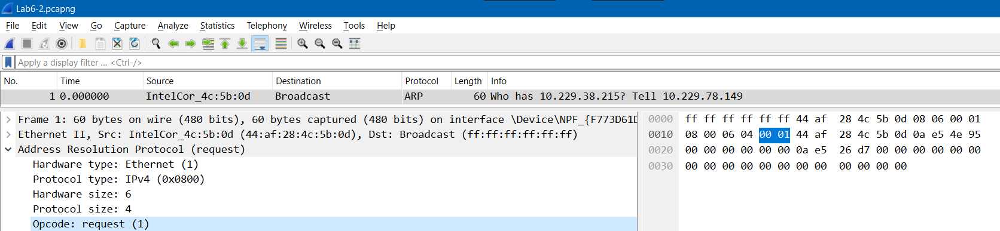 Lab6-2.pcapng
File Edit View Go Capture Analyze Statistics Telephony Wireless Tools Help
Apply a display filter ... <Ctrl-/>
No. Time Source Destination Protocol Length Info
1 0.000000 IntelCor_4c:5b:0d Broadcast ARP 60 Who has 10.229.38.215? Tell 10.229.78.149
Frame 1: 60 bytes on wire (480 bits), 60 bytes captured (480 bits) on interface \Device\NPF_{F773D61D
Ethernet II, Src: IntelCor_4c:5b:0d (44:af:28:4c:5b:0d), Dst: Broadcast (ff:ff:ff:ff:ff:ff)
Address Resolution Protocol (request)
Hardware type: Ethernet (1)
Protocol type: IPv4 (0x0800)
Hardware size: 6
Protocol size: 4
Opcode: request (1)
0000 ff ff ff ff ff ff 44 af 28 4c 5b 0d 08 06 00 01
0010 08 00 06 04 00 01 44 af 28 4c 5b 0d 0a e5 4e 95
0020 00 00 00 00 00 00 0a e5 26 d7 00 00 00 00 00 00
0030 00 00 00 00 00 00 00 00 00 00 00 00